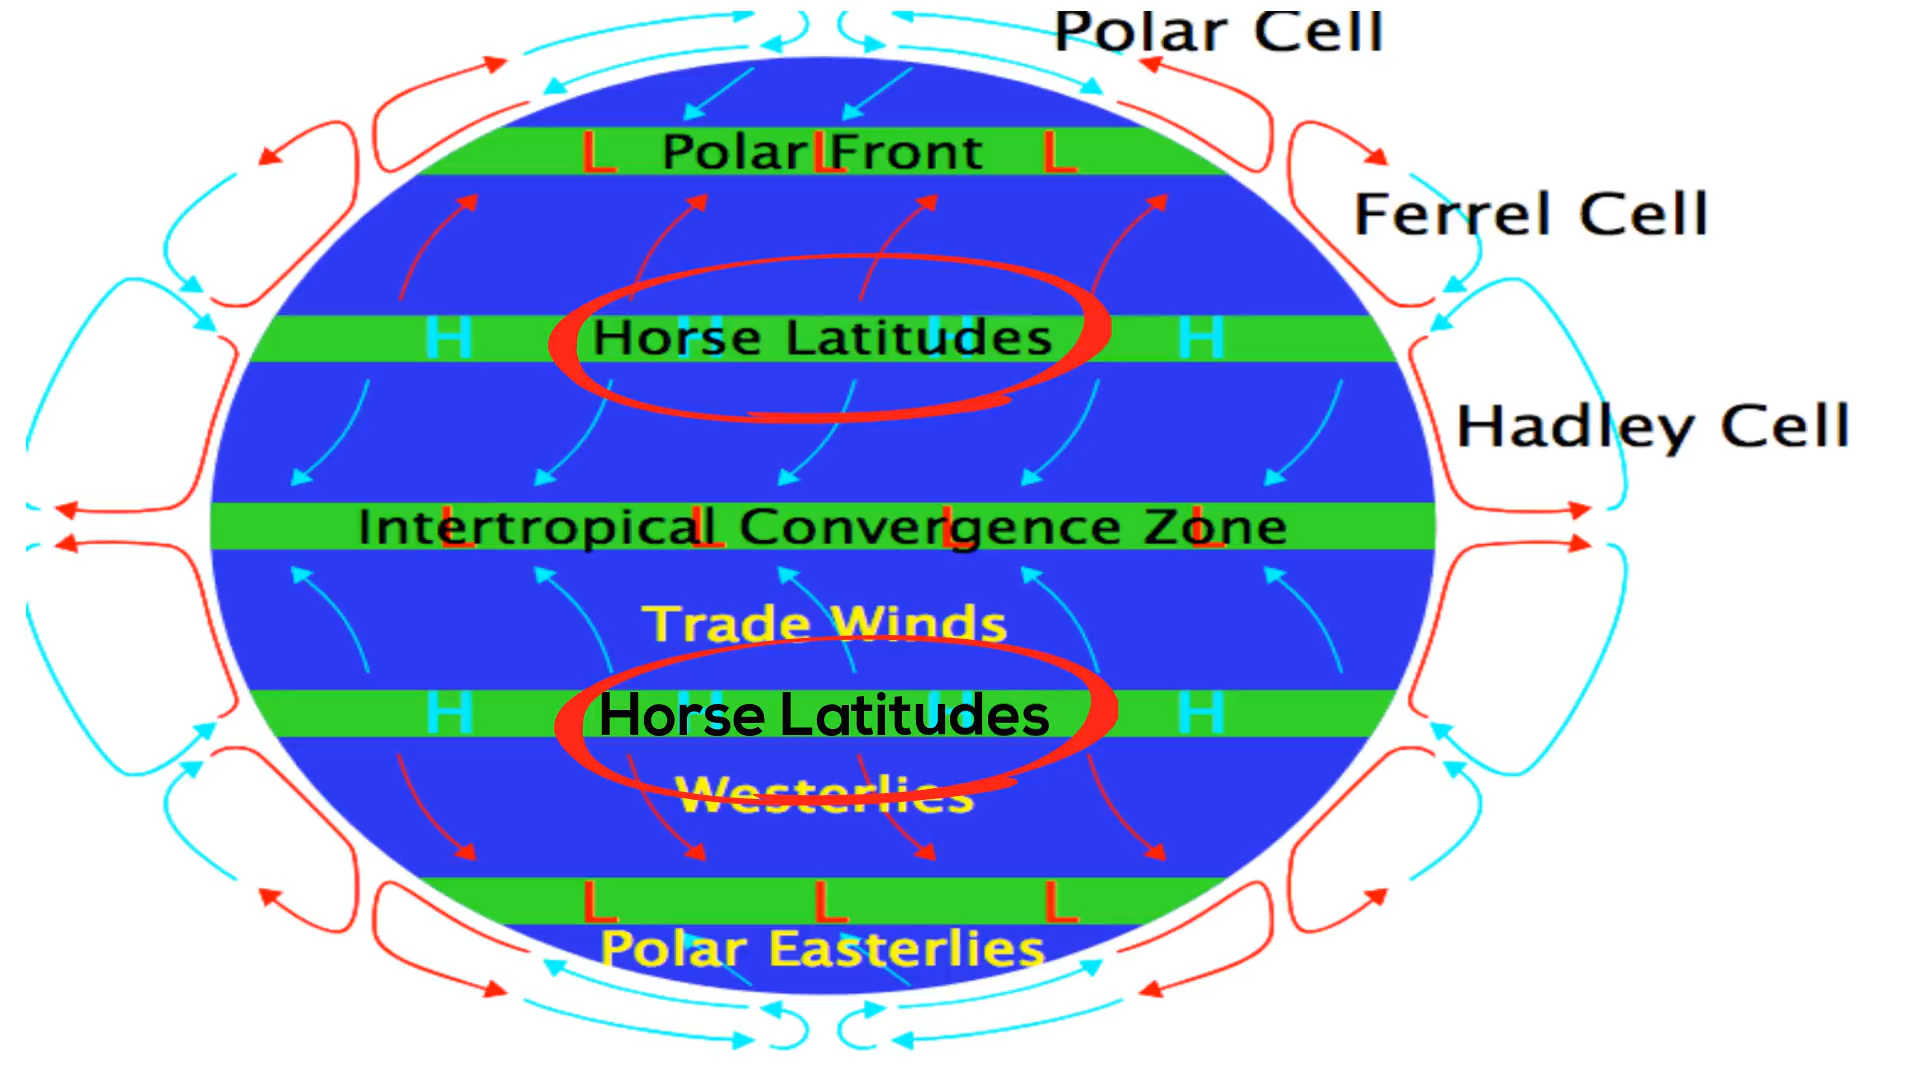 Polar Cell
L Polar L Front L
Ferrel Cell
H H Horse Latitudes H H
Hadley Cell
L L Intertropical Convergence Zone L L
Trade Winds
H H Horse Latitudes H H
Westerlies
L L L
Polar Easterlies